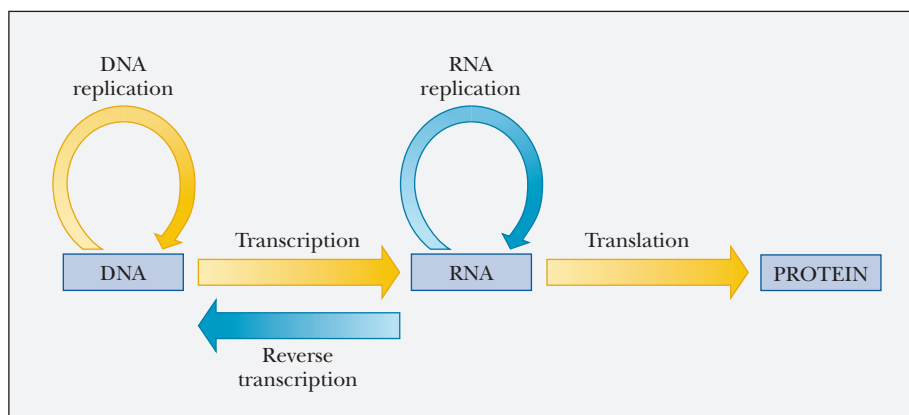 DNA
replication
RNA
replication
Transcription
Translation
DNA
RNA
PROTEIN
Reverse
transcription